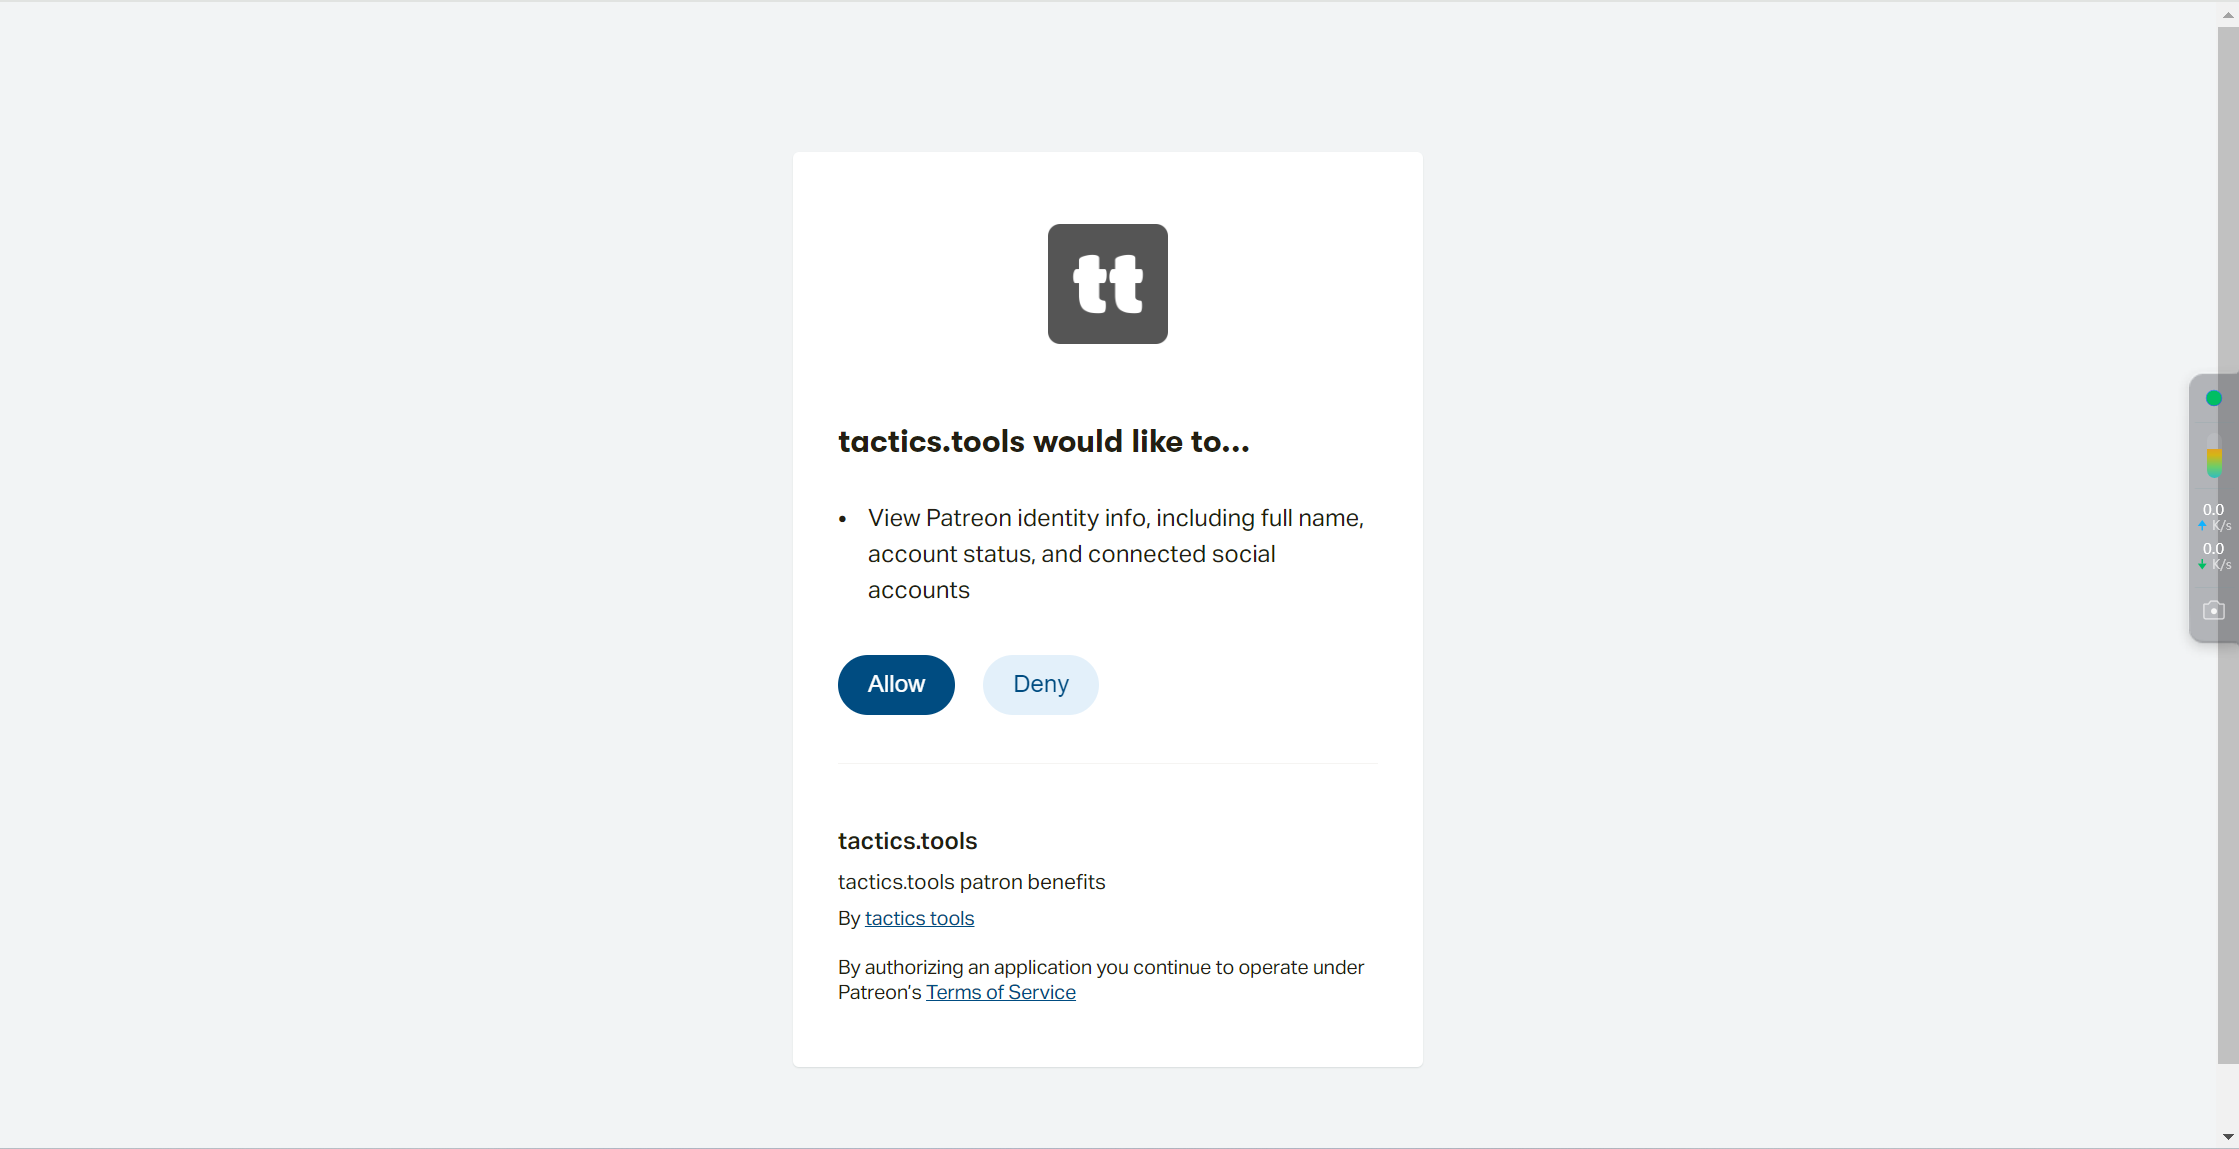 tt
tactics.tools would like to...
• View Patreon identity info, including full name,
account status, and connected social
accounts
Allow
Deny
tactics.tools
tactics.tools patron benefits
By tactics tools
By authorizing an application you continue to operate under
Patreon’s Terms of Service
0.0
K/s
0.0
K/s